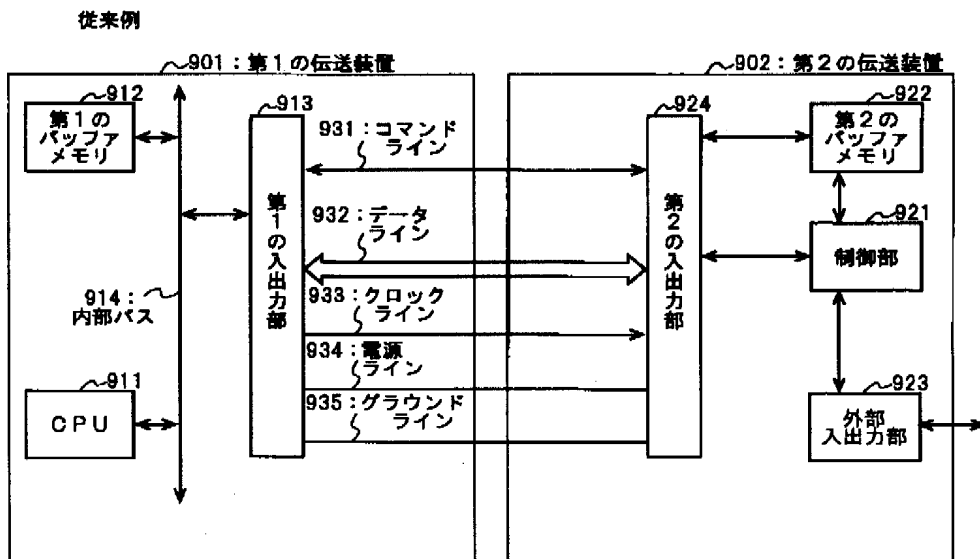 従来例
901：第1の伝送装置
912
第1の
バッファ
メモリ
913
第1の入出力部
914：
内部バス
911
CPU
931：コマンド
ライン
932：データ
ライン
933：クロック
ライン
934：電源
ライン
935：グラウンド
ライン
902：第2の伝送装置
924
第2の入出力部
922
第2の
バッファ
メモリ
921
制御部
923
外部
入出力部